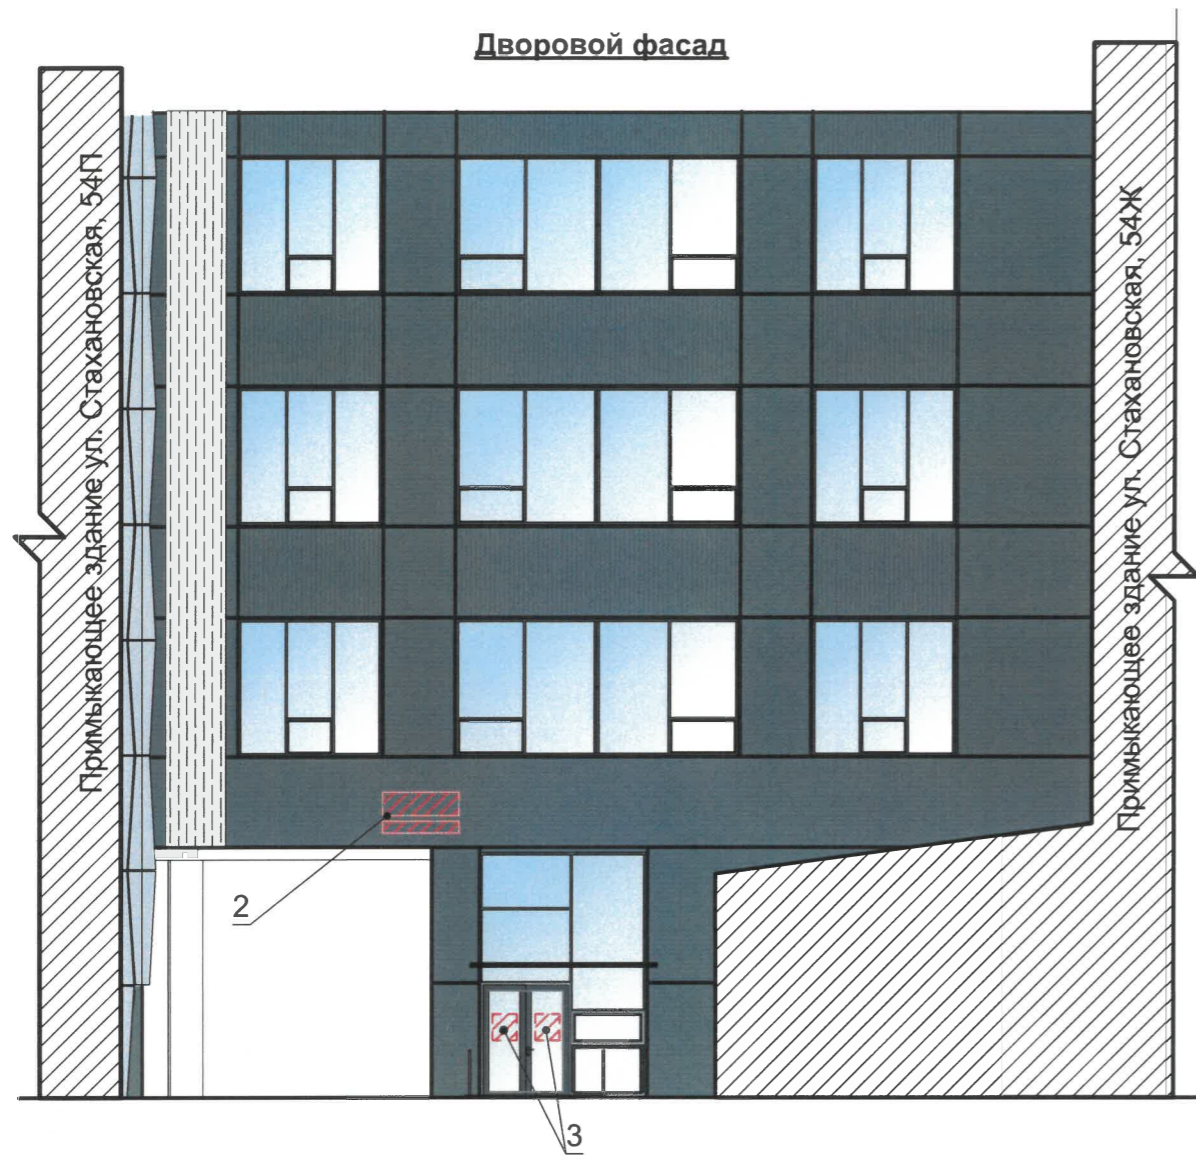 Дворовой фасад
Примыкающее здание ул. Стахановская, 54П
Примыкающее здание ул. Стахановская, 54Ж
2
3